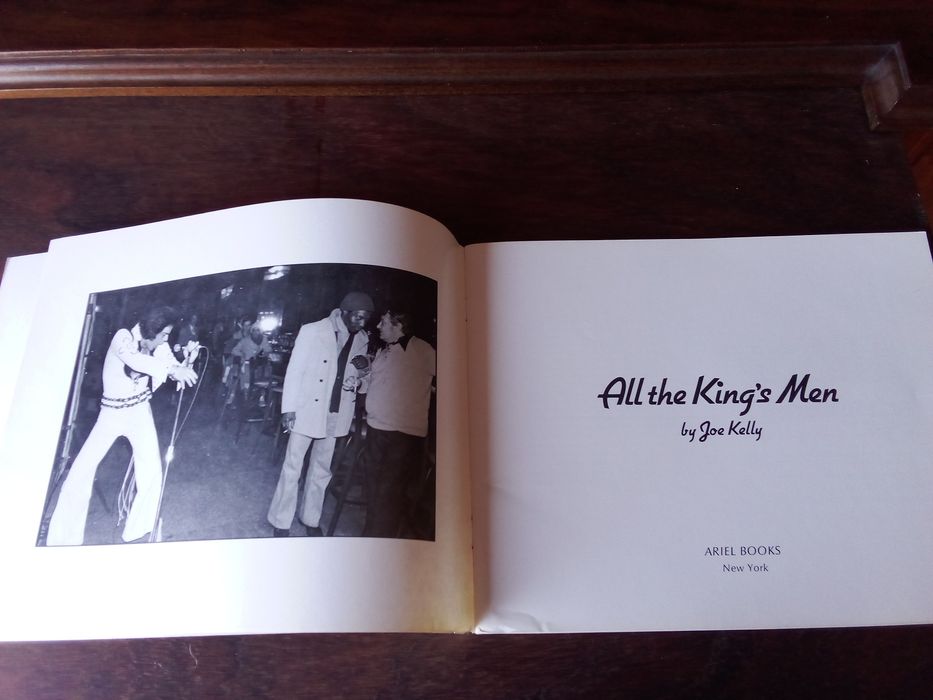 All the King's Men
by Joe Kelly
ARIEL BOOKS
New York